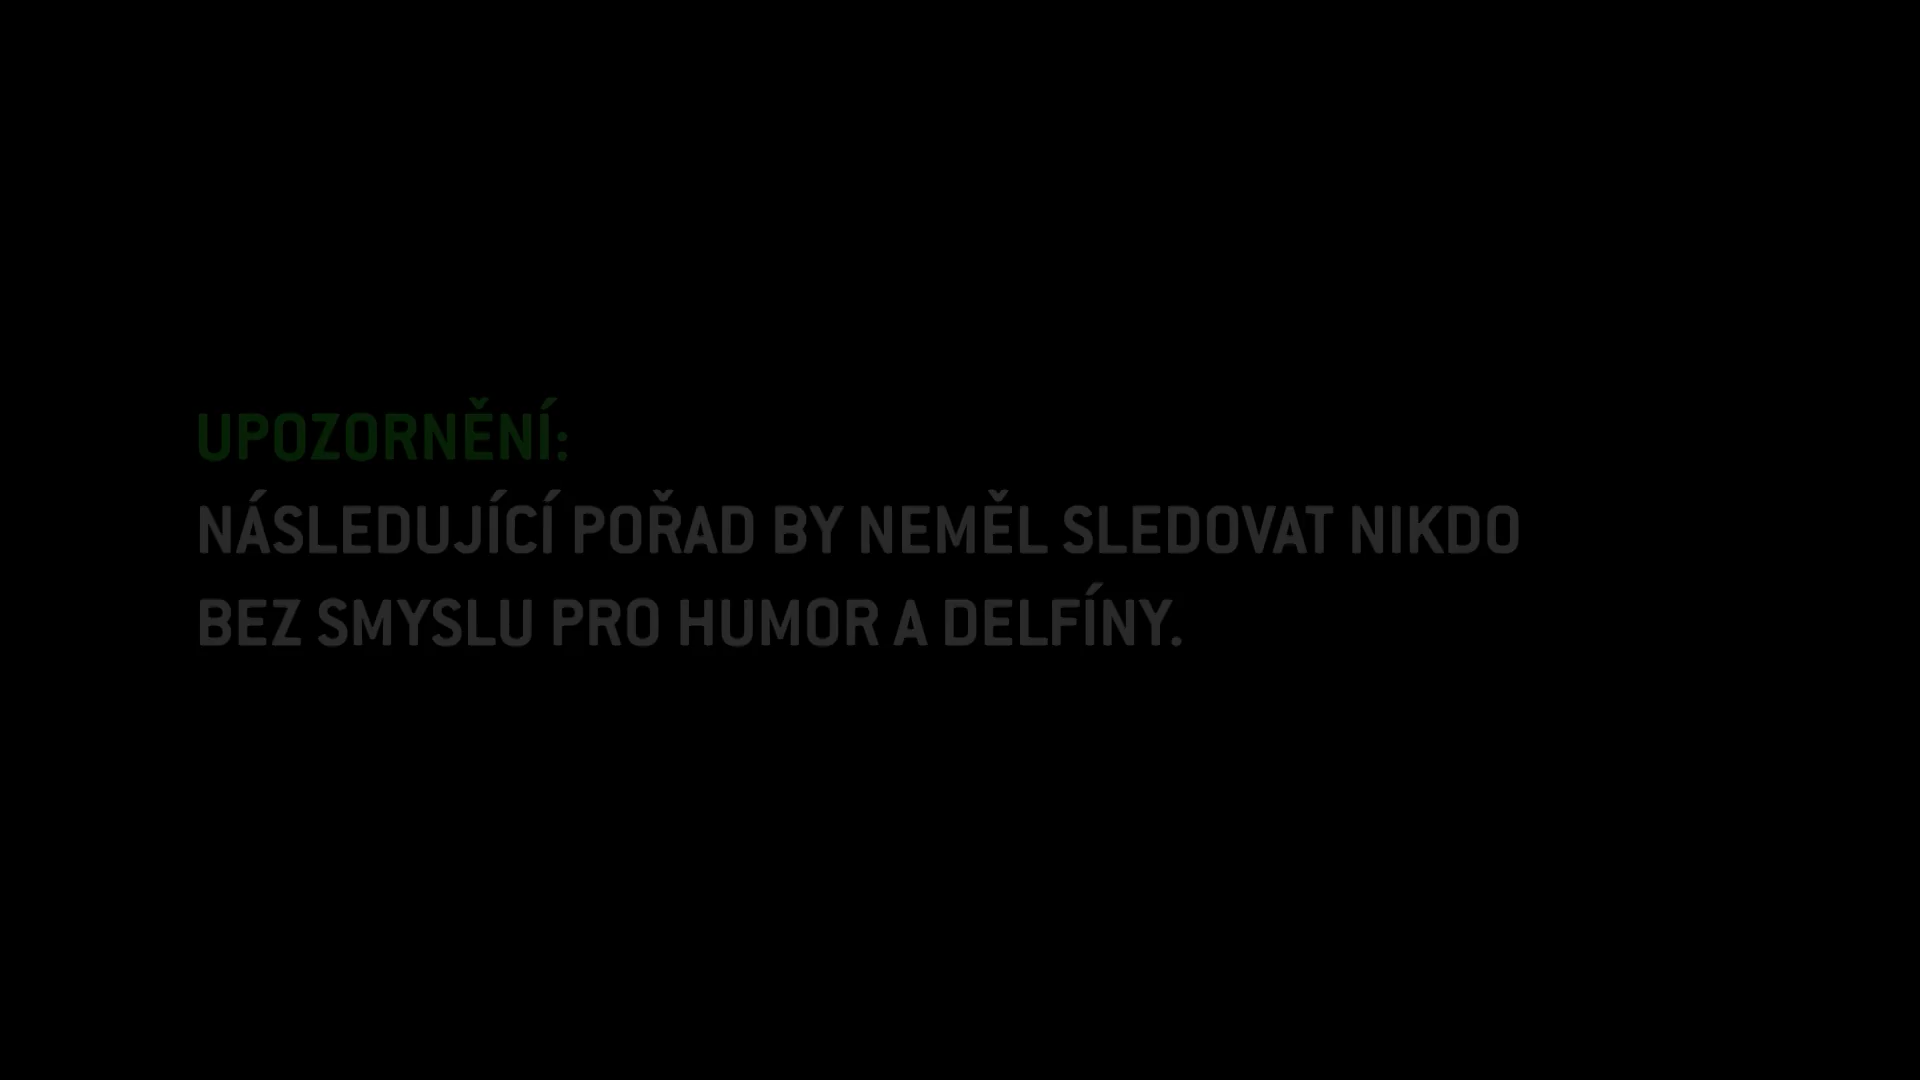 UPOZORNĚNÍ:
NÁSLEDUJÍCÍ POŘAD BY NEMĚL SLEDOVAT NIKDO
BEZ SMYSLU PRO HUMOR A DELFÍNY.